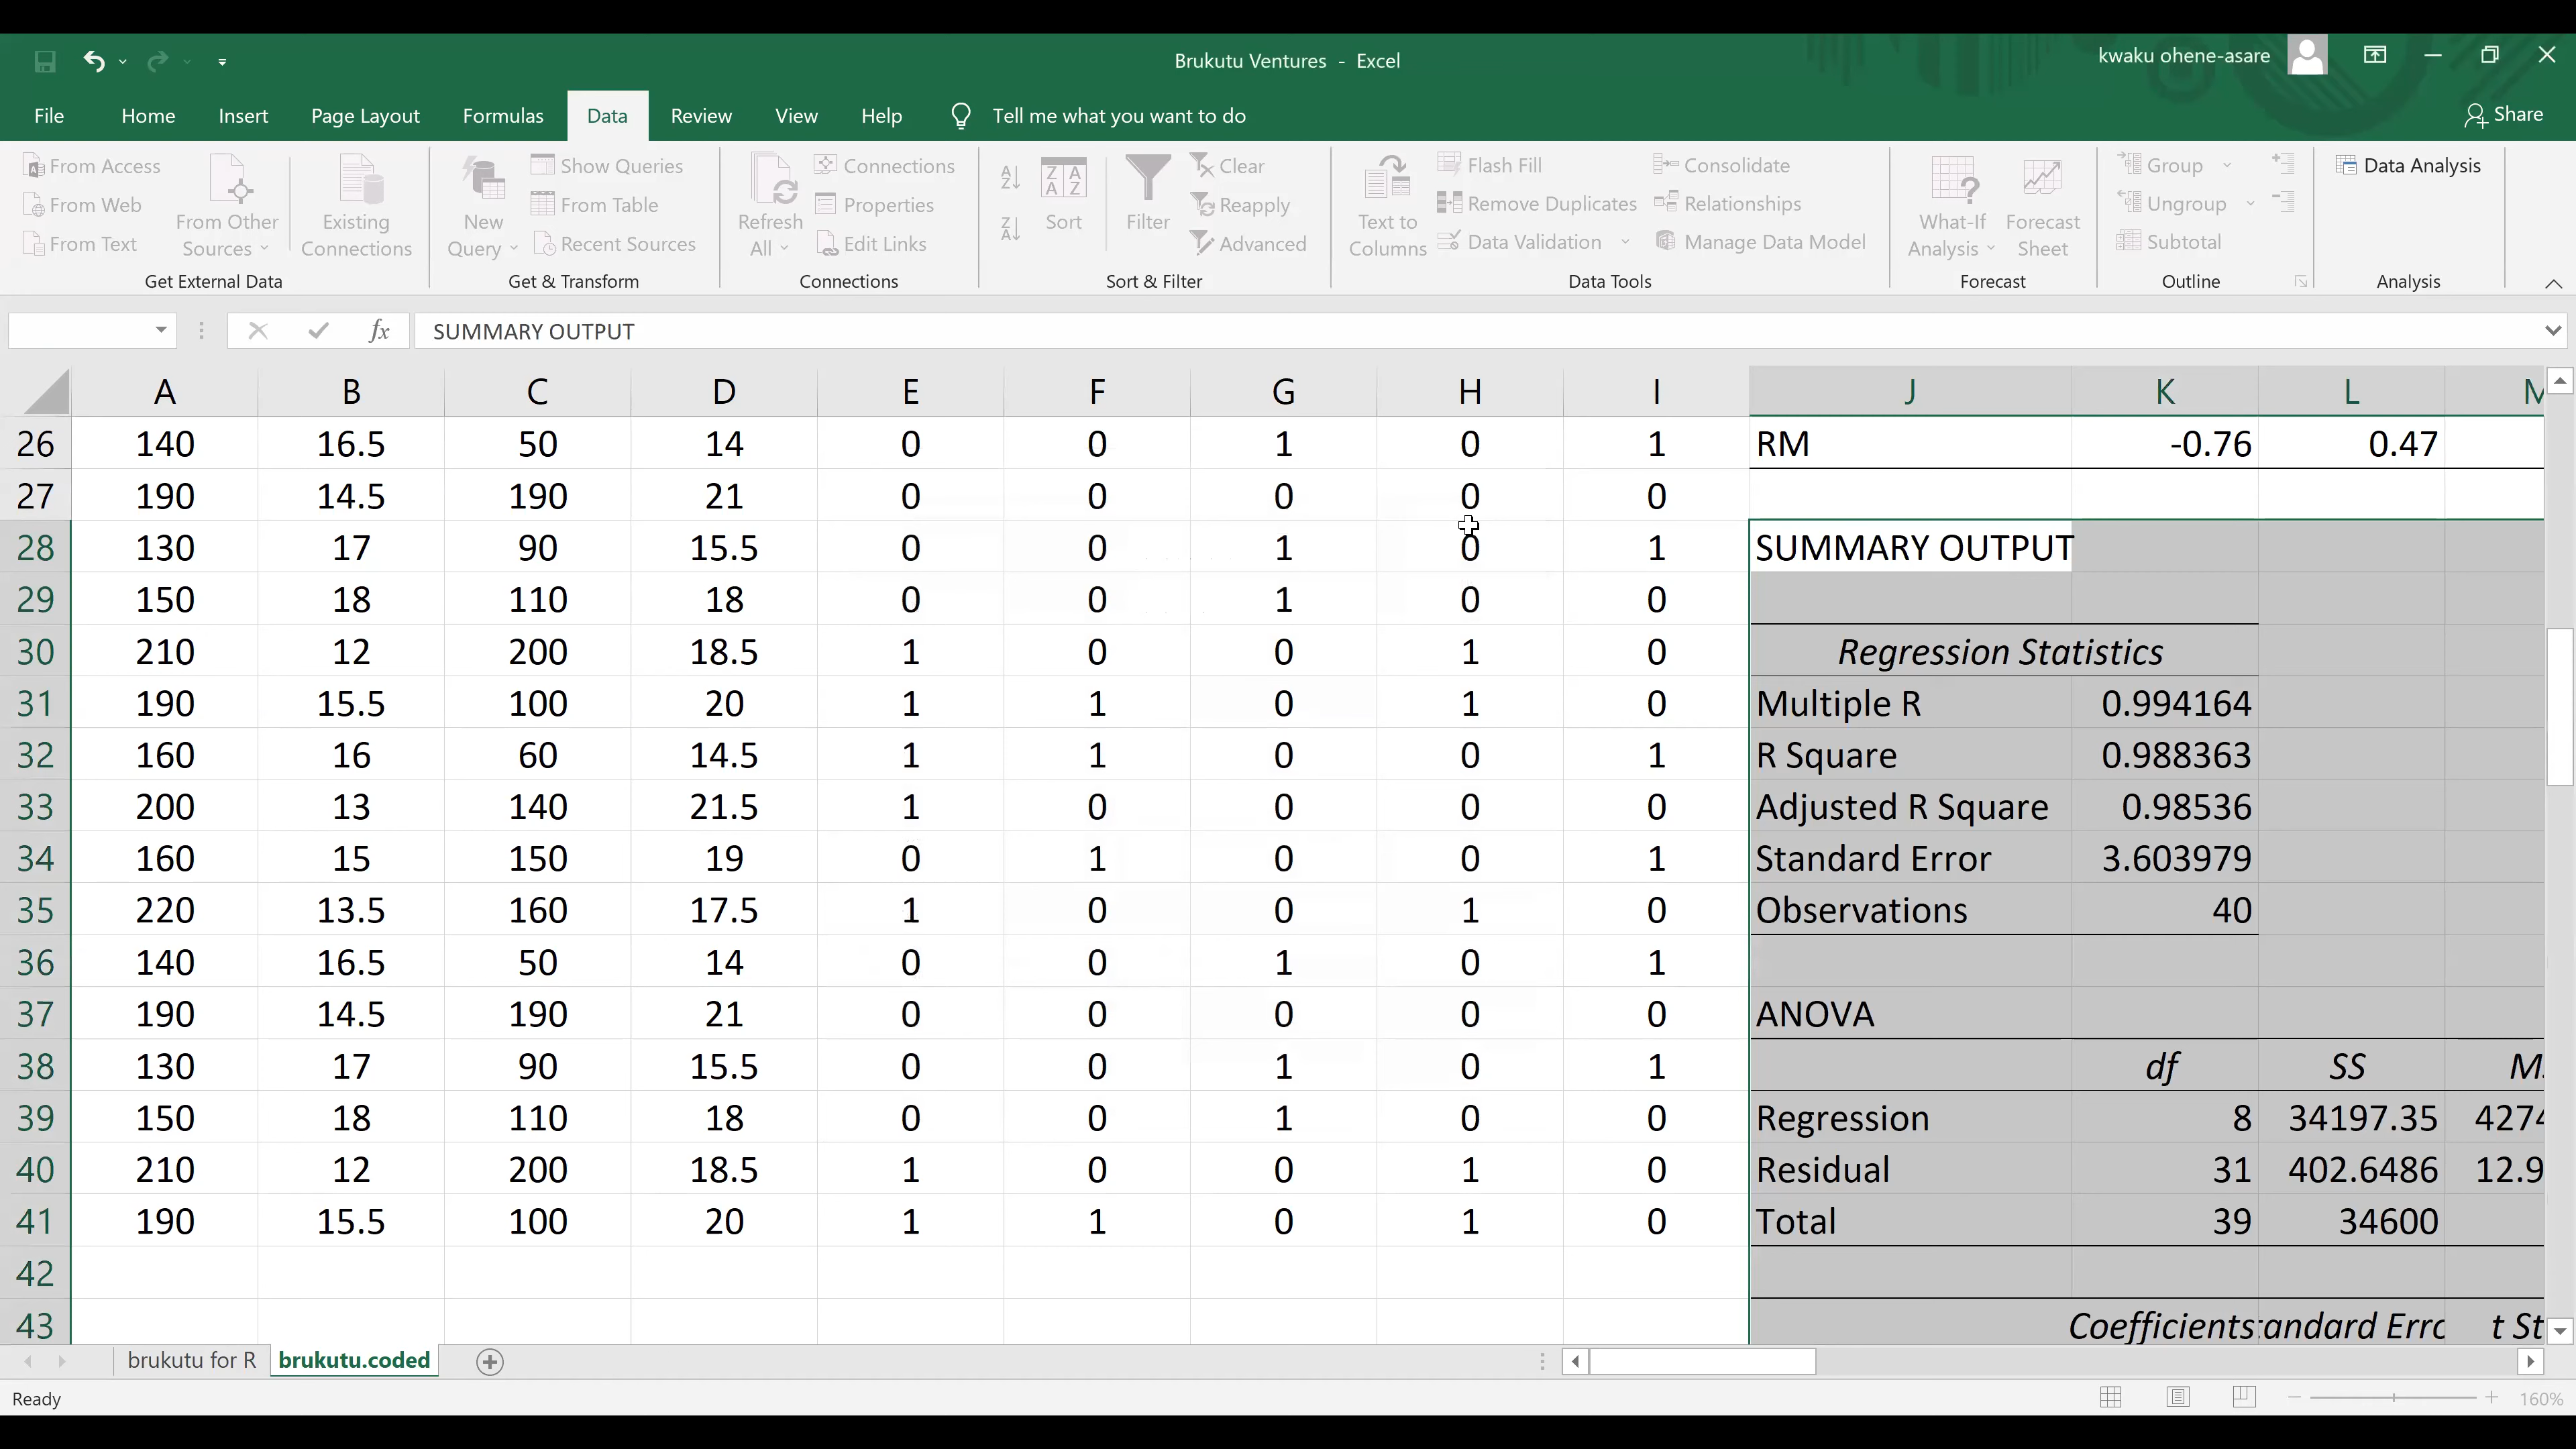 Brukutu Ventures - Excel
kwaku ohene-asare
File Home Insert Page Layout Formulas Data Review View Help Tell me what you want to do Share
From Access
From Web
From Text
From Other Sources
Existing Connections
Get External Data
New Query
Show Queries
From Table
Recent Sources
Get & Transform
Refresh All
Connections
Properties
Edit Links
Connections
Sort
Filter
Clear
Reapply
Advanced
Sort & Filter
Text to Columns
Flash Fill
Remove Duplicates
Data Validation
Consolidate
Relationships
Manage Data Model
Data Tools
What-If Analysis
Forecast Sheet
Forecast
Group
Ungroup
Subtotal
Outline
Data Analysis
Analysis
fx SUMMARY OUTPUT
A B C D E F G H I J K L M
26 140 16.5 50 14 0 0 1 0 1 RM -0.76 0.47
27 190 14.5 190 21 0 0 0 0 0
28 130 17 90 15.5 0 0 1 0 1 SUMMARY OUTPUT
29 150 18 110 18 0 0 1 0 0
30 210 12 200 18.5 1 0 0 1 0 Regression Statistics
31 190 15.5 100 20 1 1 0 1 0 Multiple R 0.994164
32 160 16 60 14.5 1 1 0 0 1 R Square 0.988363
33 200 13 140 21.5 1 0 0 0 0 Adjusted R Square 0.98536
34 160 15 150 19 0 1 0 0 1 Standard Error 3.603979
35 220 13.5 160 17.5 1 0 0 1 0 Observations 40
36 140 16.5 50 14 0 0 1 0 1
37 190 14.5 190 21 0 0 0 0 0 ANOVA
38 130 17 90 15.5 0 0 1 0 1 df SS
39 150 18 110 18 0 0 1 0 0 Regression 8 34197.35 4274
40 210 12 200 18.5 1 0 0 1 0 Residual 31 402.6486 12.9
41 190 15.5 100 20 1 1 0 1 0 Total 39 34600
42
43 Coefficients tandard Erro t St
brukutu for R brukutu.coded
Ready 160%